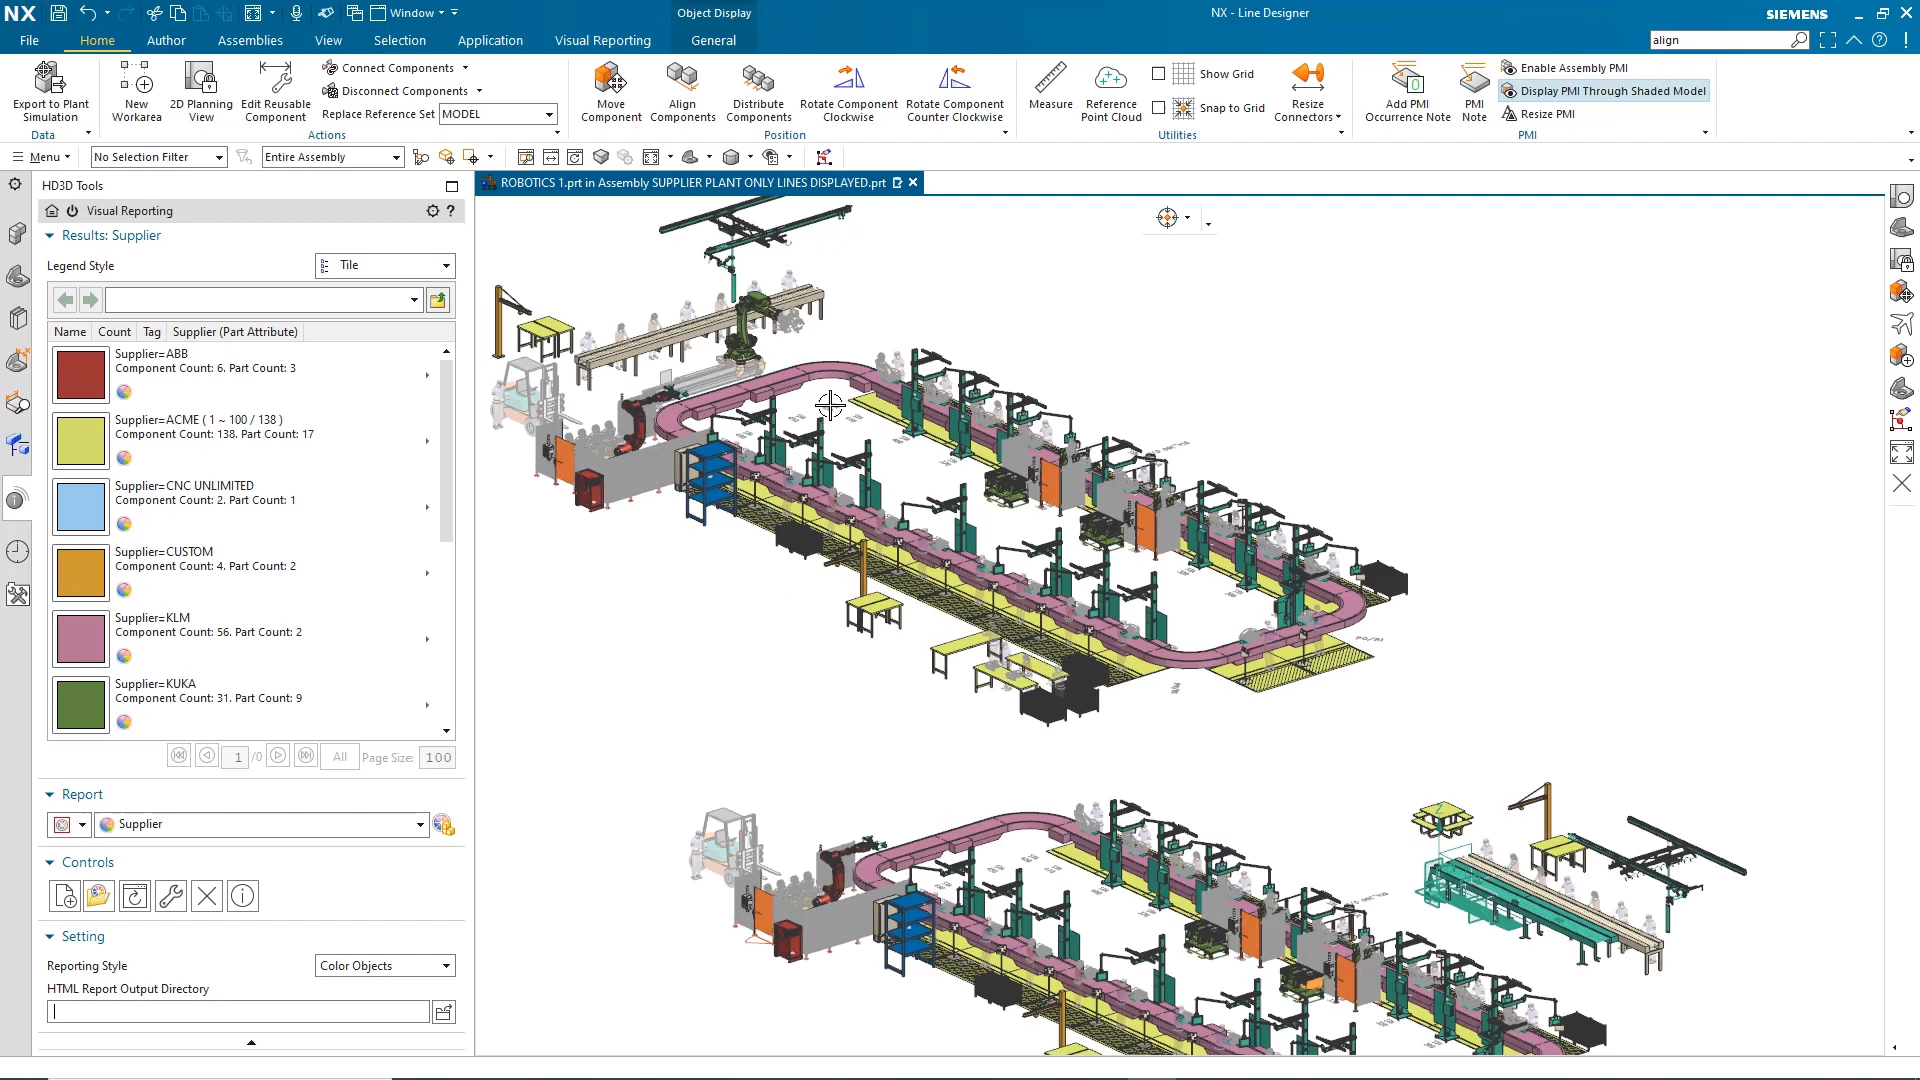 NX
Window
Object Display
NX - Line Designer
SIEMENS
File
Home
Author
Assemblies
View
Selection
Application
Visual Reporting
General
align
Export to Plant Simulation
New Workarea
2D Planning View
Edit Reusable Component
Connect Components
Disconnect Components
Replace Reference Set
MODEL
Move Component
Align Components
Distribute Components
Rotate Component Clockwise
Rotate Component Counter Clockwise
Measure
Reference Point Cloud
Show Grid
Snap to Grid
Resize Connectors
Add PMI Occurrence Note
PMI Note
Enable Assembly PMI
Display PMI Through Shaded Model
Resize PMI
Data
Actions
Position
Utilities
PMI
Menu
No Selection Filter
Entire Assembly
HD3D Tools
ROBOTICS 1.prt in Assembly SUPPLIER PLANT ONLY LINES DISPLAYED.prt
Visual Reporting
Results: Supplier
Legend Style
Tile
Name
Count
Tag
Supplier (Part Attribute)
Supplier=ABB
Component Count: 6. Part Count: 3
Supplier=ACME ( 1 ~ 100 / 138 )
Component Count: 138. Part Count: 17
Supplier=CNC UNLIMITED
Component Count: 2. Part Count: 1
Supplier=CUSTOM
Component Count: 4. Part Count: 2
Supplier=KLM
Component Count: 56. Part Count: 2
Supplier=KUKA
Component Count: 31. Part Count: 9
1 /0
All
Page Size: 100
Report
Supplier
Controls
Setting
Reporting Style
Color Objects
HTML Report Output Directory